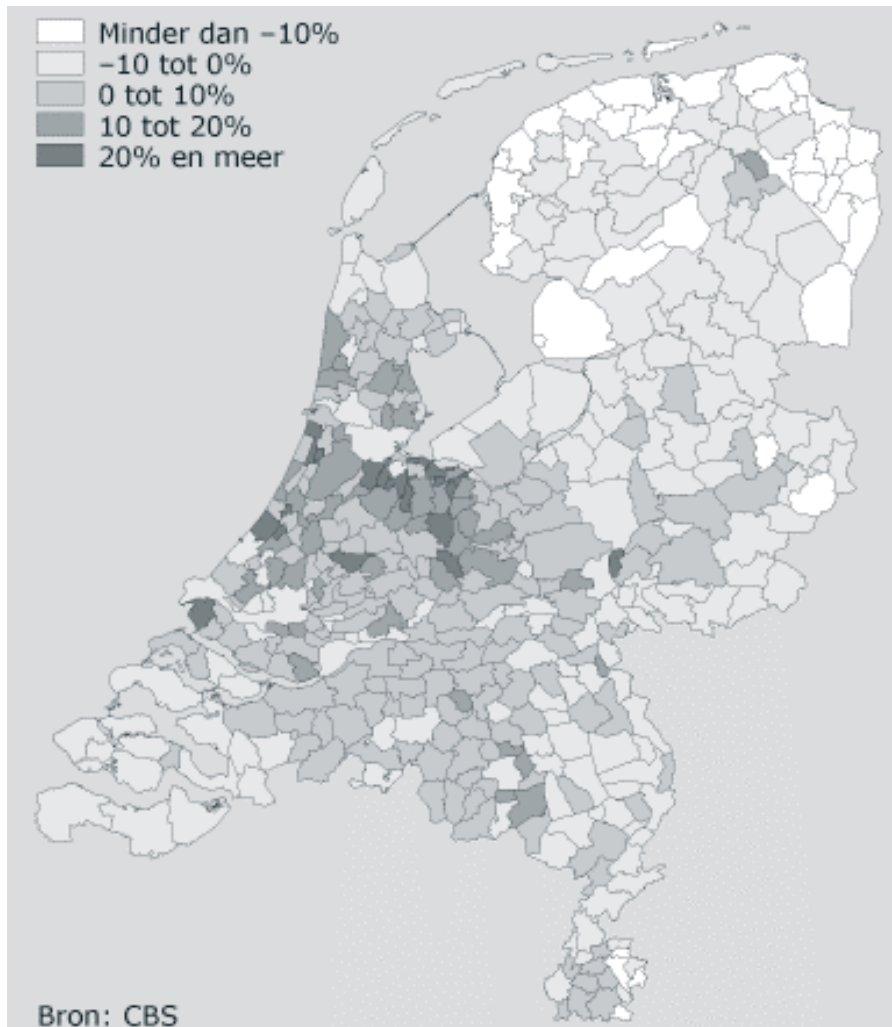 Minder dan –10%
–10 tot 0%
0 tot 10%
10 tot 20%
20% en meer
Bron: CBS